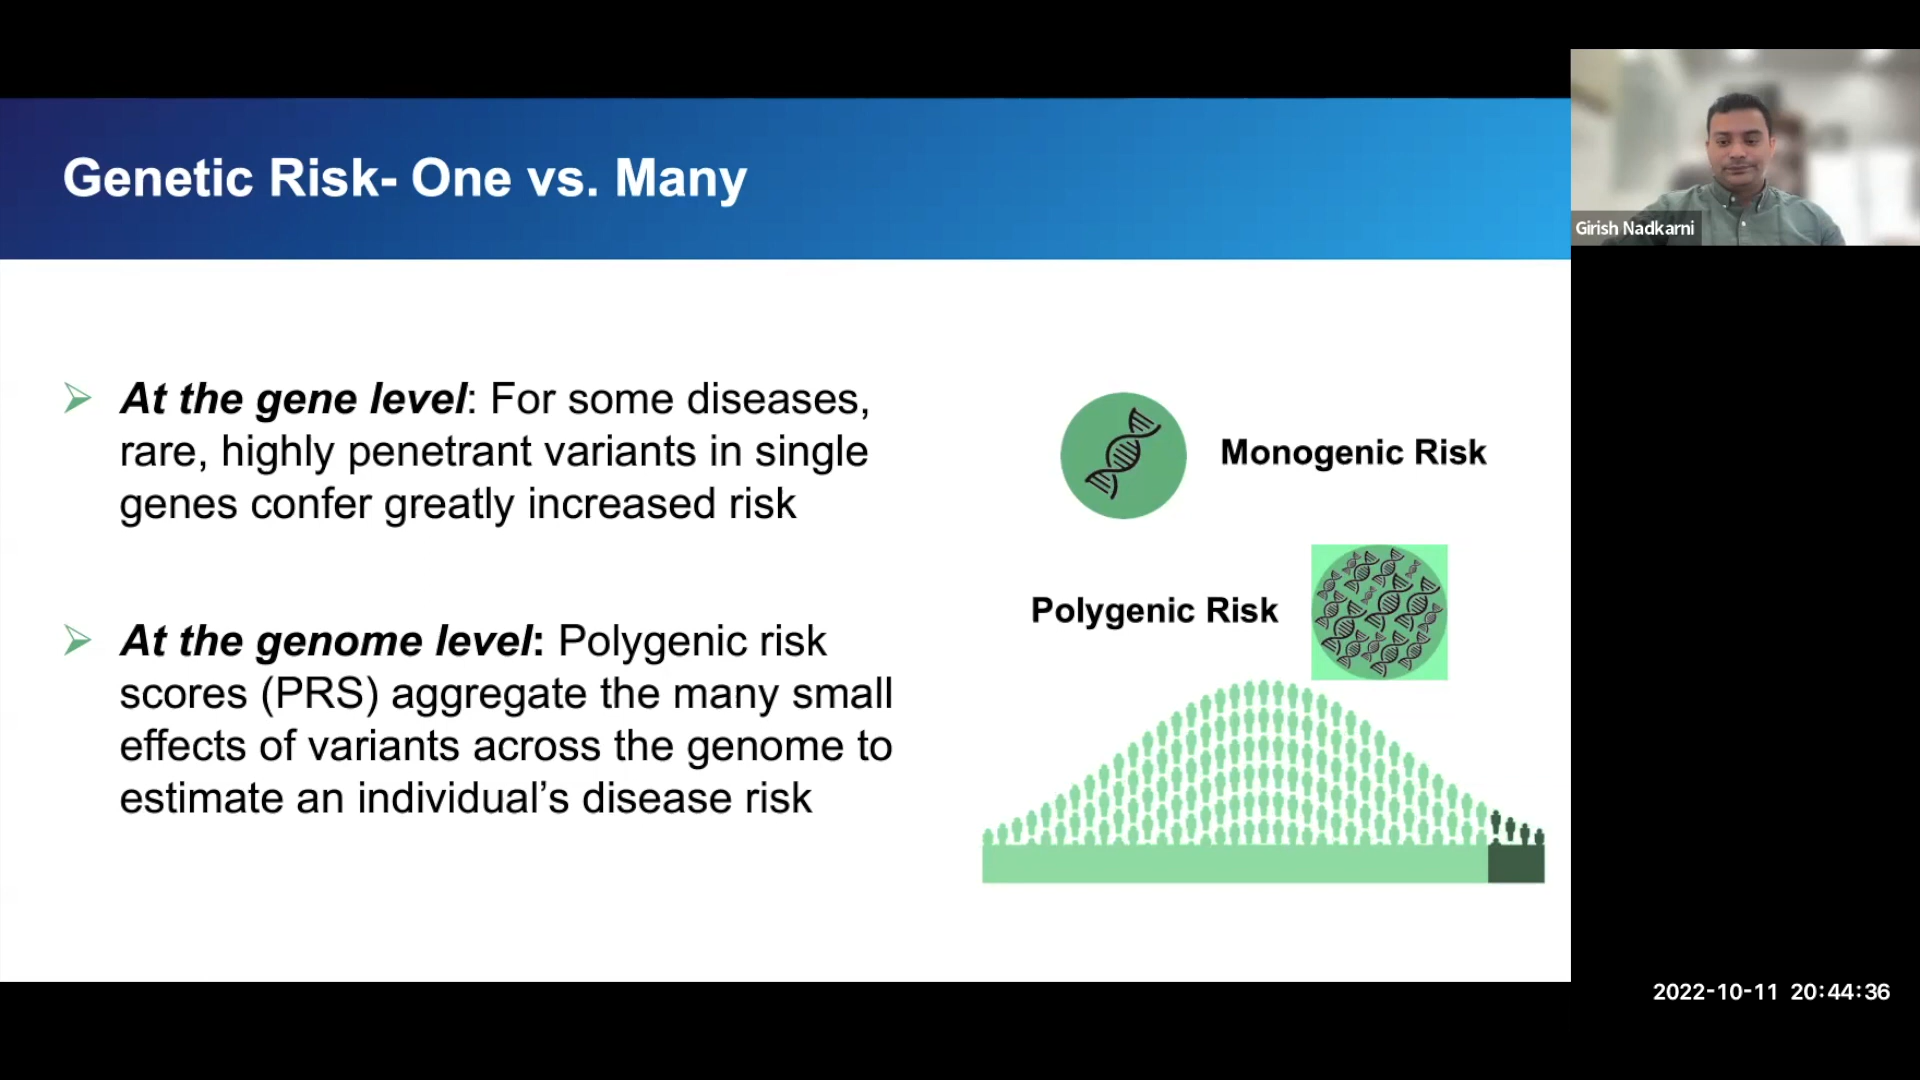 Genetic Risk- One vs. Many
At the gene level: For some diseases,
rare, highly penetrant variants in single
genes confer greatly increased risk
At the genome level: Polygenic risk
scores (PRS) aggregate the many small
effects of variants across the genome to
estimate an individual’s disease risk
Monogenic Risk
Polygenic Risk
Girish Nadkarni
2022-10-11 20:44:36